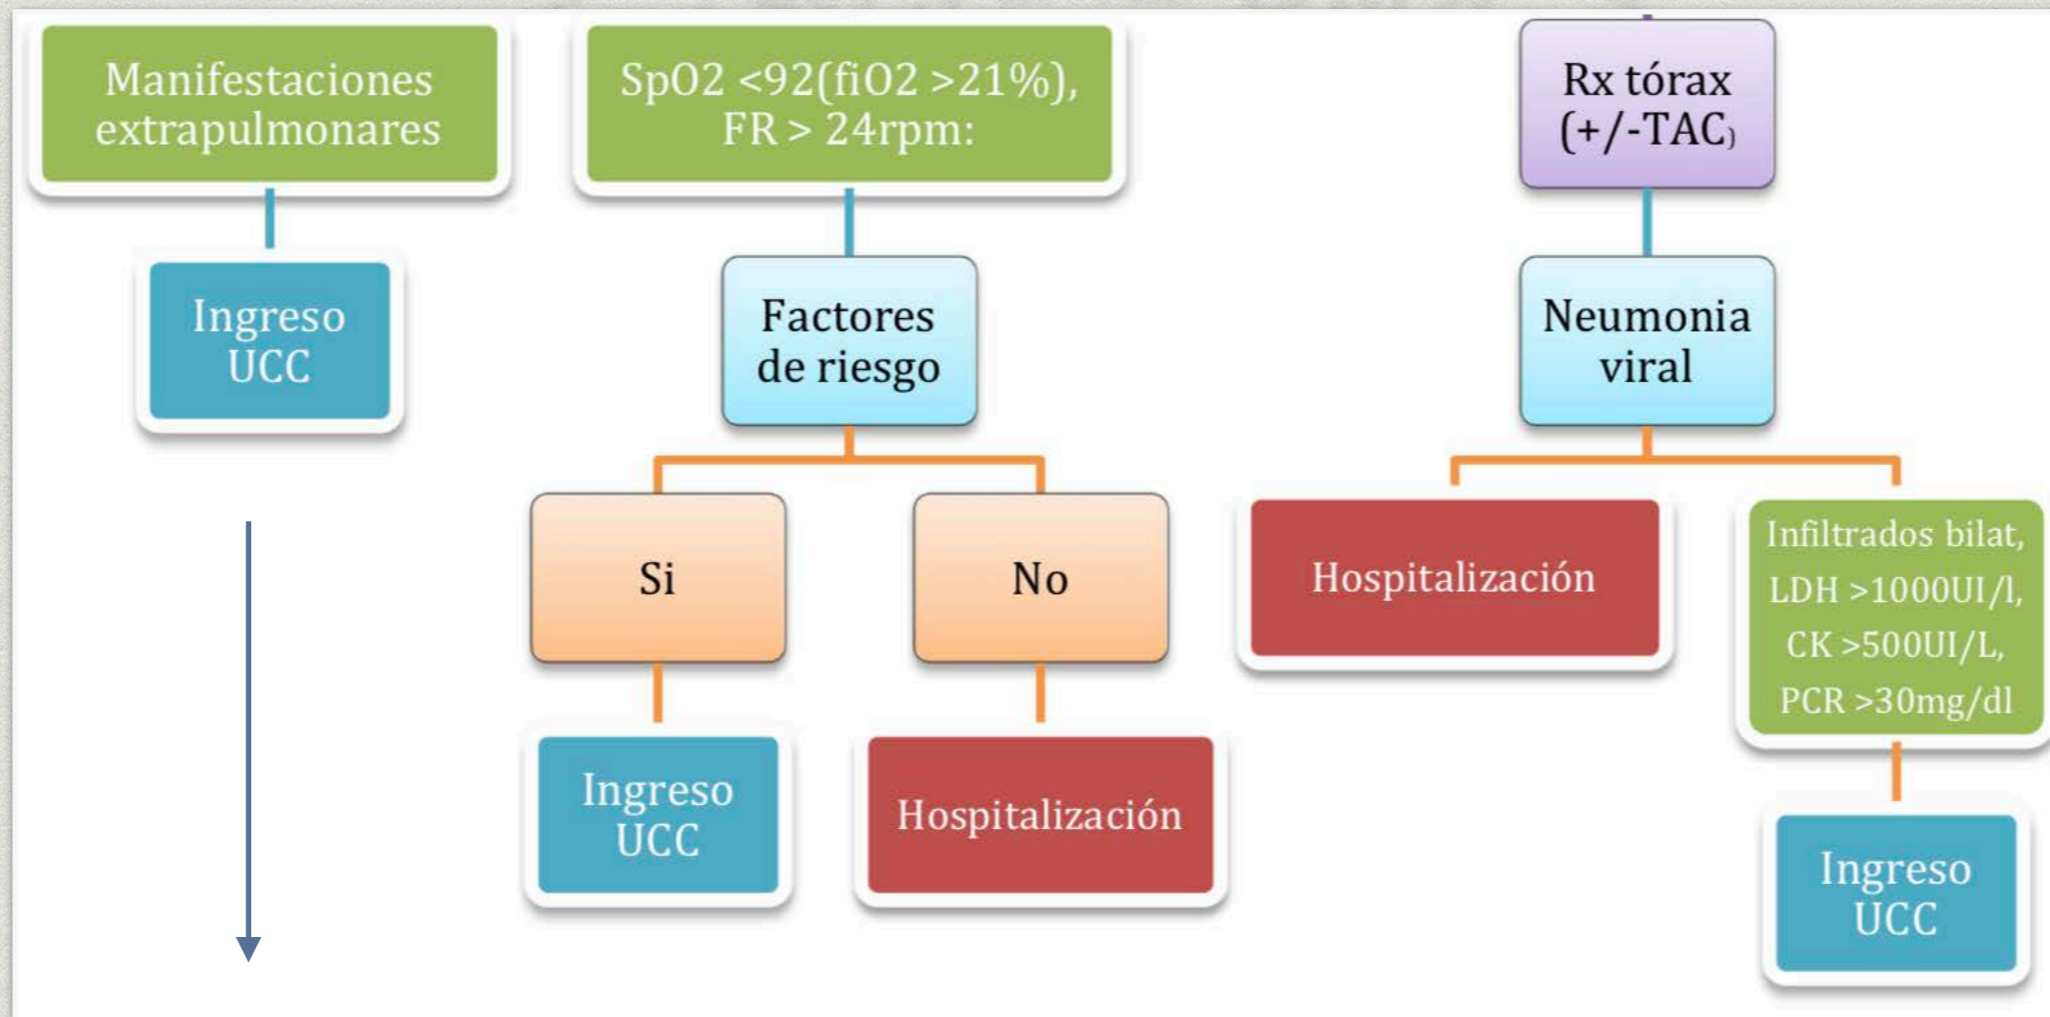 Manifestaciones
extrapulmonares
Ingreso
UCC
SpO2 <92(fiO2 >21%),
FR > 24rpm:
Factores
de riesgo
Si
Ingreso
UCC
No
Hospitalización
Rx tórax
(+/-TAC)
Neumonia
viral
Hospitalización
Infiltrados bilat,
LDH >1000UI/l,
CK >500UI/L,
PCR >30mg/dl
Ingreso
UCC